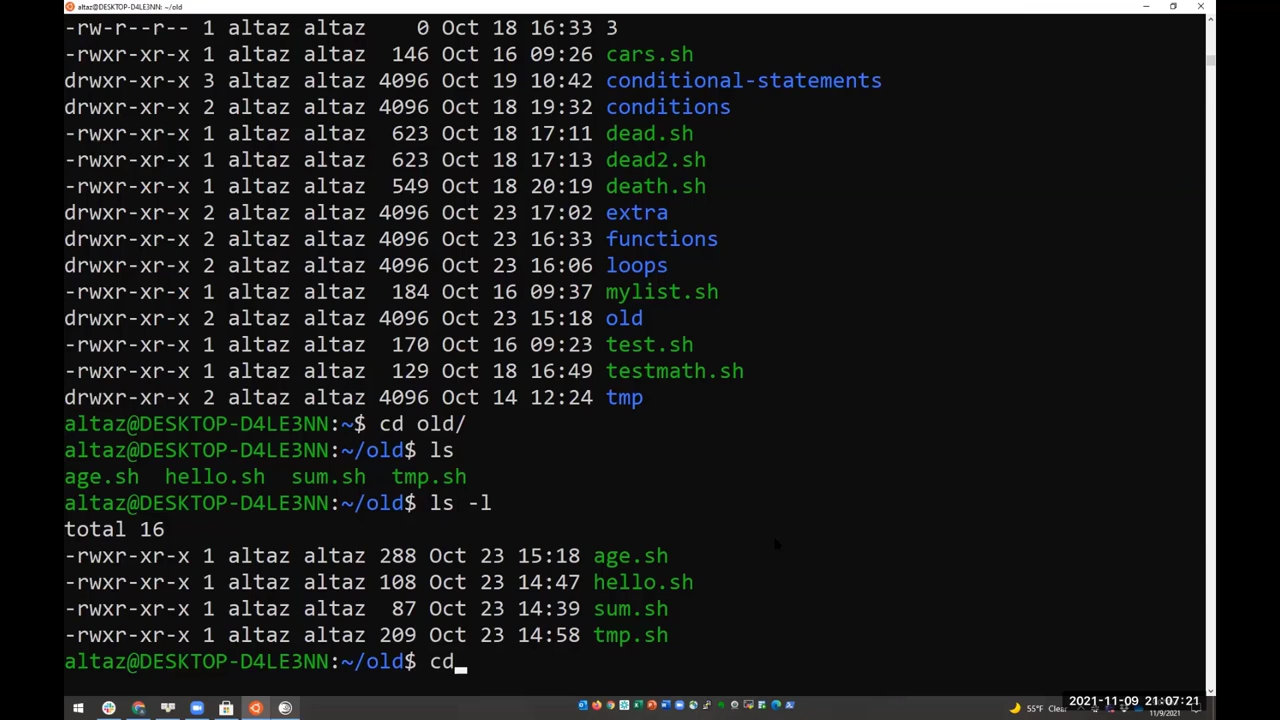 altaz@DESKTOP-D4LE3NN: ~/old
-rw-r--r-- 1 altaz altaz    0 Oct 18 16:33 3
-rwxr-xr-x 1 altaz altaz  146 Oct 16 09:26 cars.sh
drwxr-xr-x 3 altaz altaz 4096 Oct 19 10:42 conditional-statements
drwxr-xr-x 2 altaz altaz 4096 Oct 18 19:32 conditions
-rwxr-xr-x 1 altaz altaz  623 Oct 18 17:11 dead.sh
-rwxr-xr-x 1 altaz altaz  623 Oct 18 17:13 dead2.sh
-rwxr-xr-x 1 altaz altaz  549 Oct 18 20:19 death.sh
drwxr-xr-x 2 altaz altaz 4096 Oct 23 17:02 extra
drwxr-xr-x 2 altaz altaz 4096 Oct 23 16:33 functions
drwxr-xr-x 2 altaz altaz 4096 Oct 23 16:06 loops
-rwxr-xr-x 1 altaz altaz  184 Oct 16 09:37 mylist.sh
drwxr-xr-x 2 altaz altaz 4096 Oct 23 15:18 old
-rwxr-xr-x 1 altaz altaz  170 Oct 16 09:23 test.sh
-rwxr-xr-x 1 altaz altaz  129 Oct 18 16:49 testmath.sh
drwxr-xr-x 2 altaz altaz 4096 Oct 14 12:24 tmp
altaz@DESKTOP-D4LE3NN:~$ cd old/
altaz@DESKTOP-D4LE3NN:~/old$ ls
age.sh  hello.sh  sum.sh  tmp.sh
altaz@DESKTOP-D4LE3NN:~/old$ ls -l
total 16
-rwxr-xr-x 1 altaz altaz 288 Oct 23 15:18 age.sh
-rwxr-xr-x 1 altaz altaz 108 Oct 23 14:47 hello.sh
-rwxr-xr-x 1 altaz altaz  87 Oct 23 14:39 sum.sh
-rwxr-xr-x 1 altaz altaz 209 Oct 23 14:58 tmp.sh
altaz@DESKTOP-D4LE3NN:~/old$ cd
2021-11-09 21:07:21
55°F Clear
11/9/2021